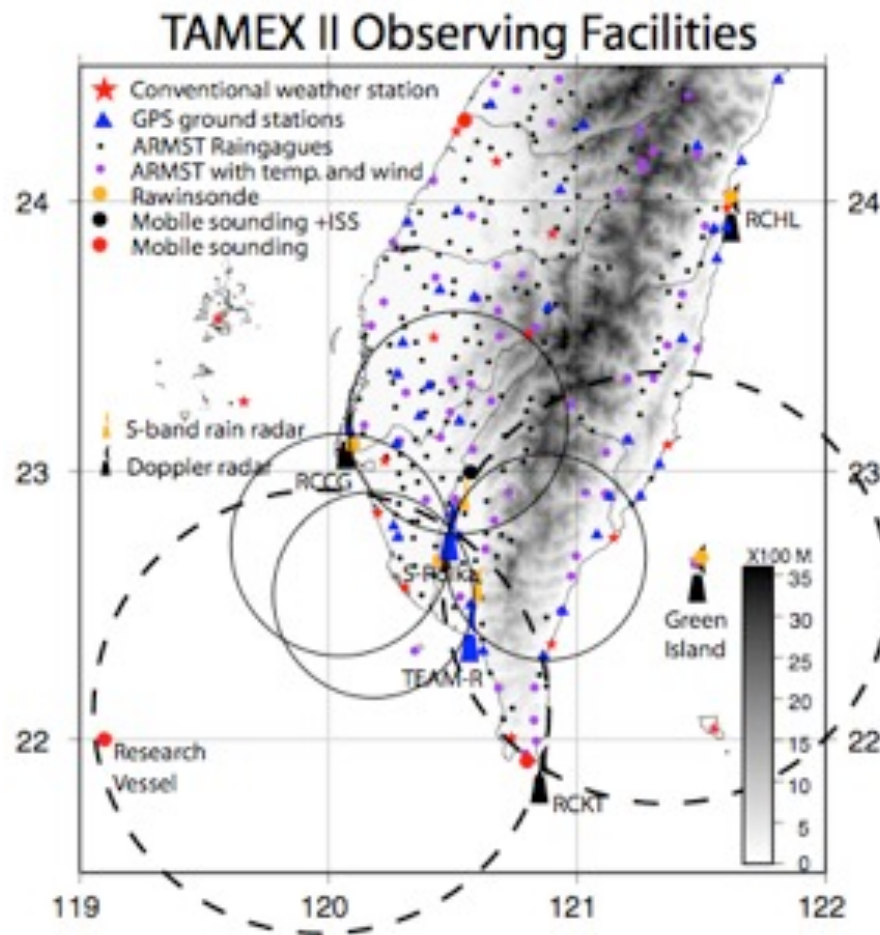 TAMEX II Observing Facilities
Conventional weather station
GPS ground stations
ARMST Raingagues
ARMST with temp. and wind
Rawinsonde
Mobile sounding +ISS
Mobile sounding
24
24
RCHL
S-band rain radar
Doppler radar
23
23
RCCG
X100 M
35
30
25
20
15
10
5
0
Green
Island
TEAM-R
22
22
Research
Vessel
RCKT
119
120
121
122